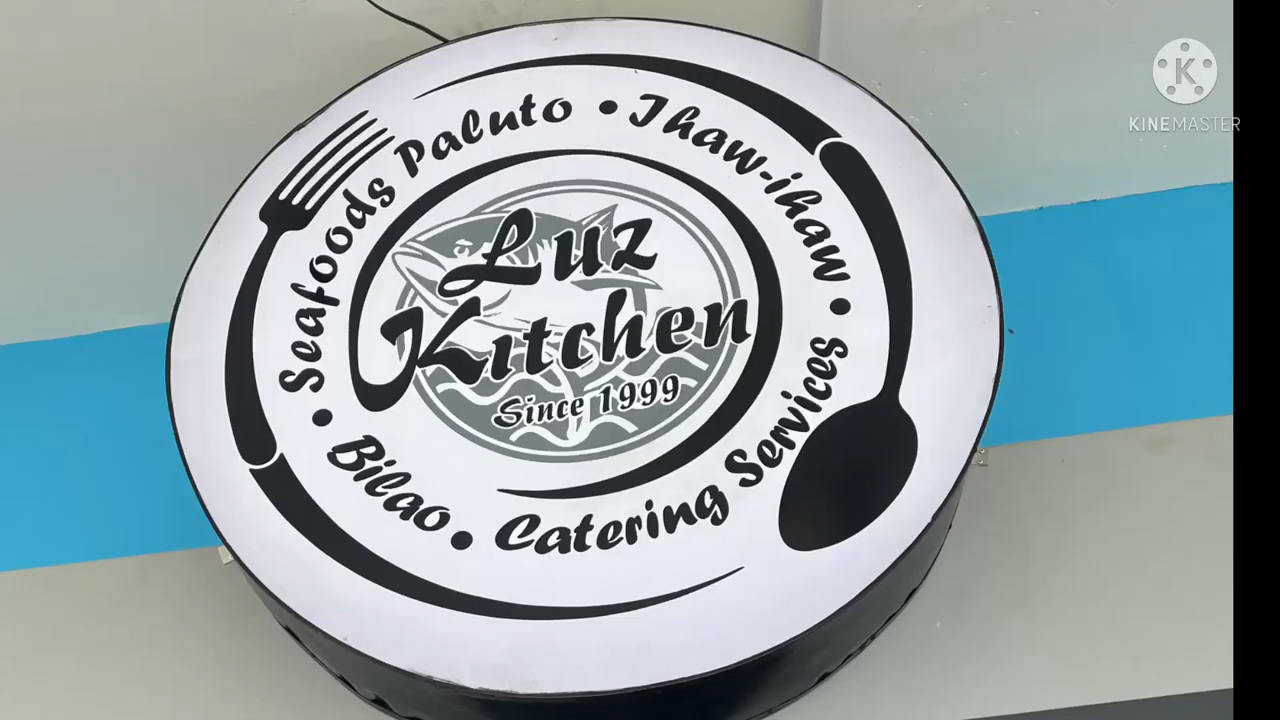 Luz
Kitchen
Since 1999
• Seafoods Paluto • Ihaw-ihaw • Catering Services • Bilao
K
KINEMASTER